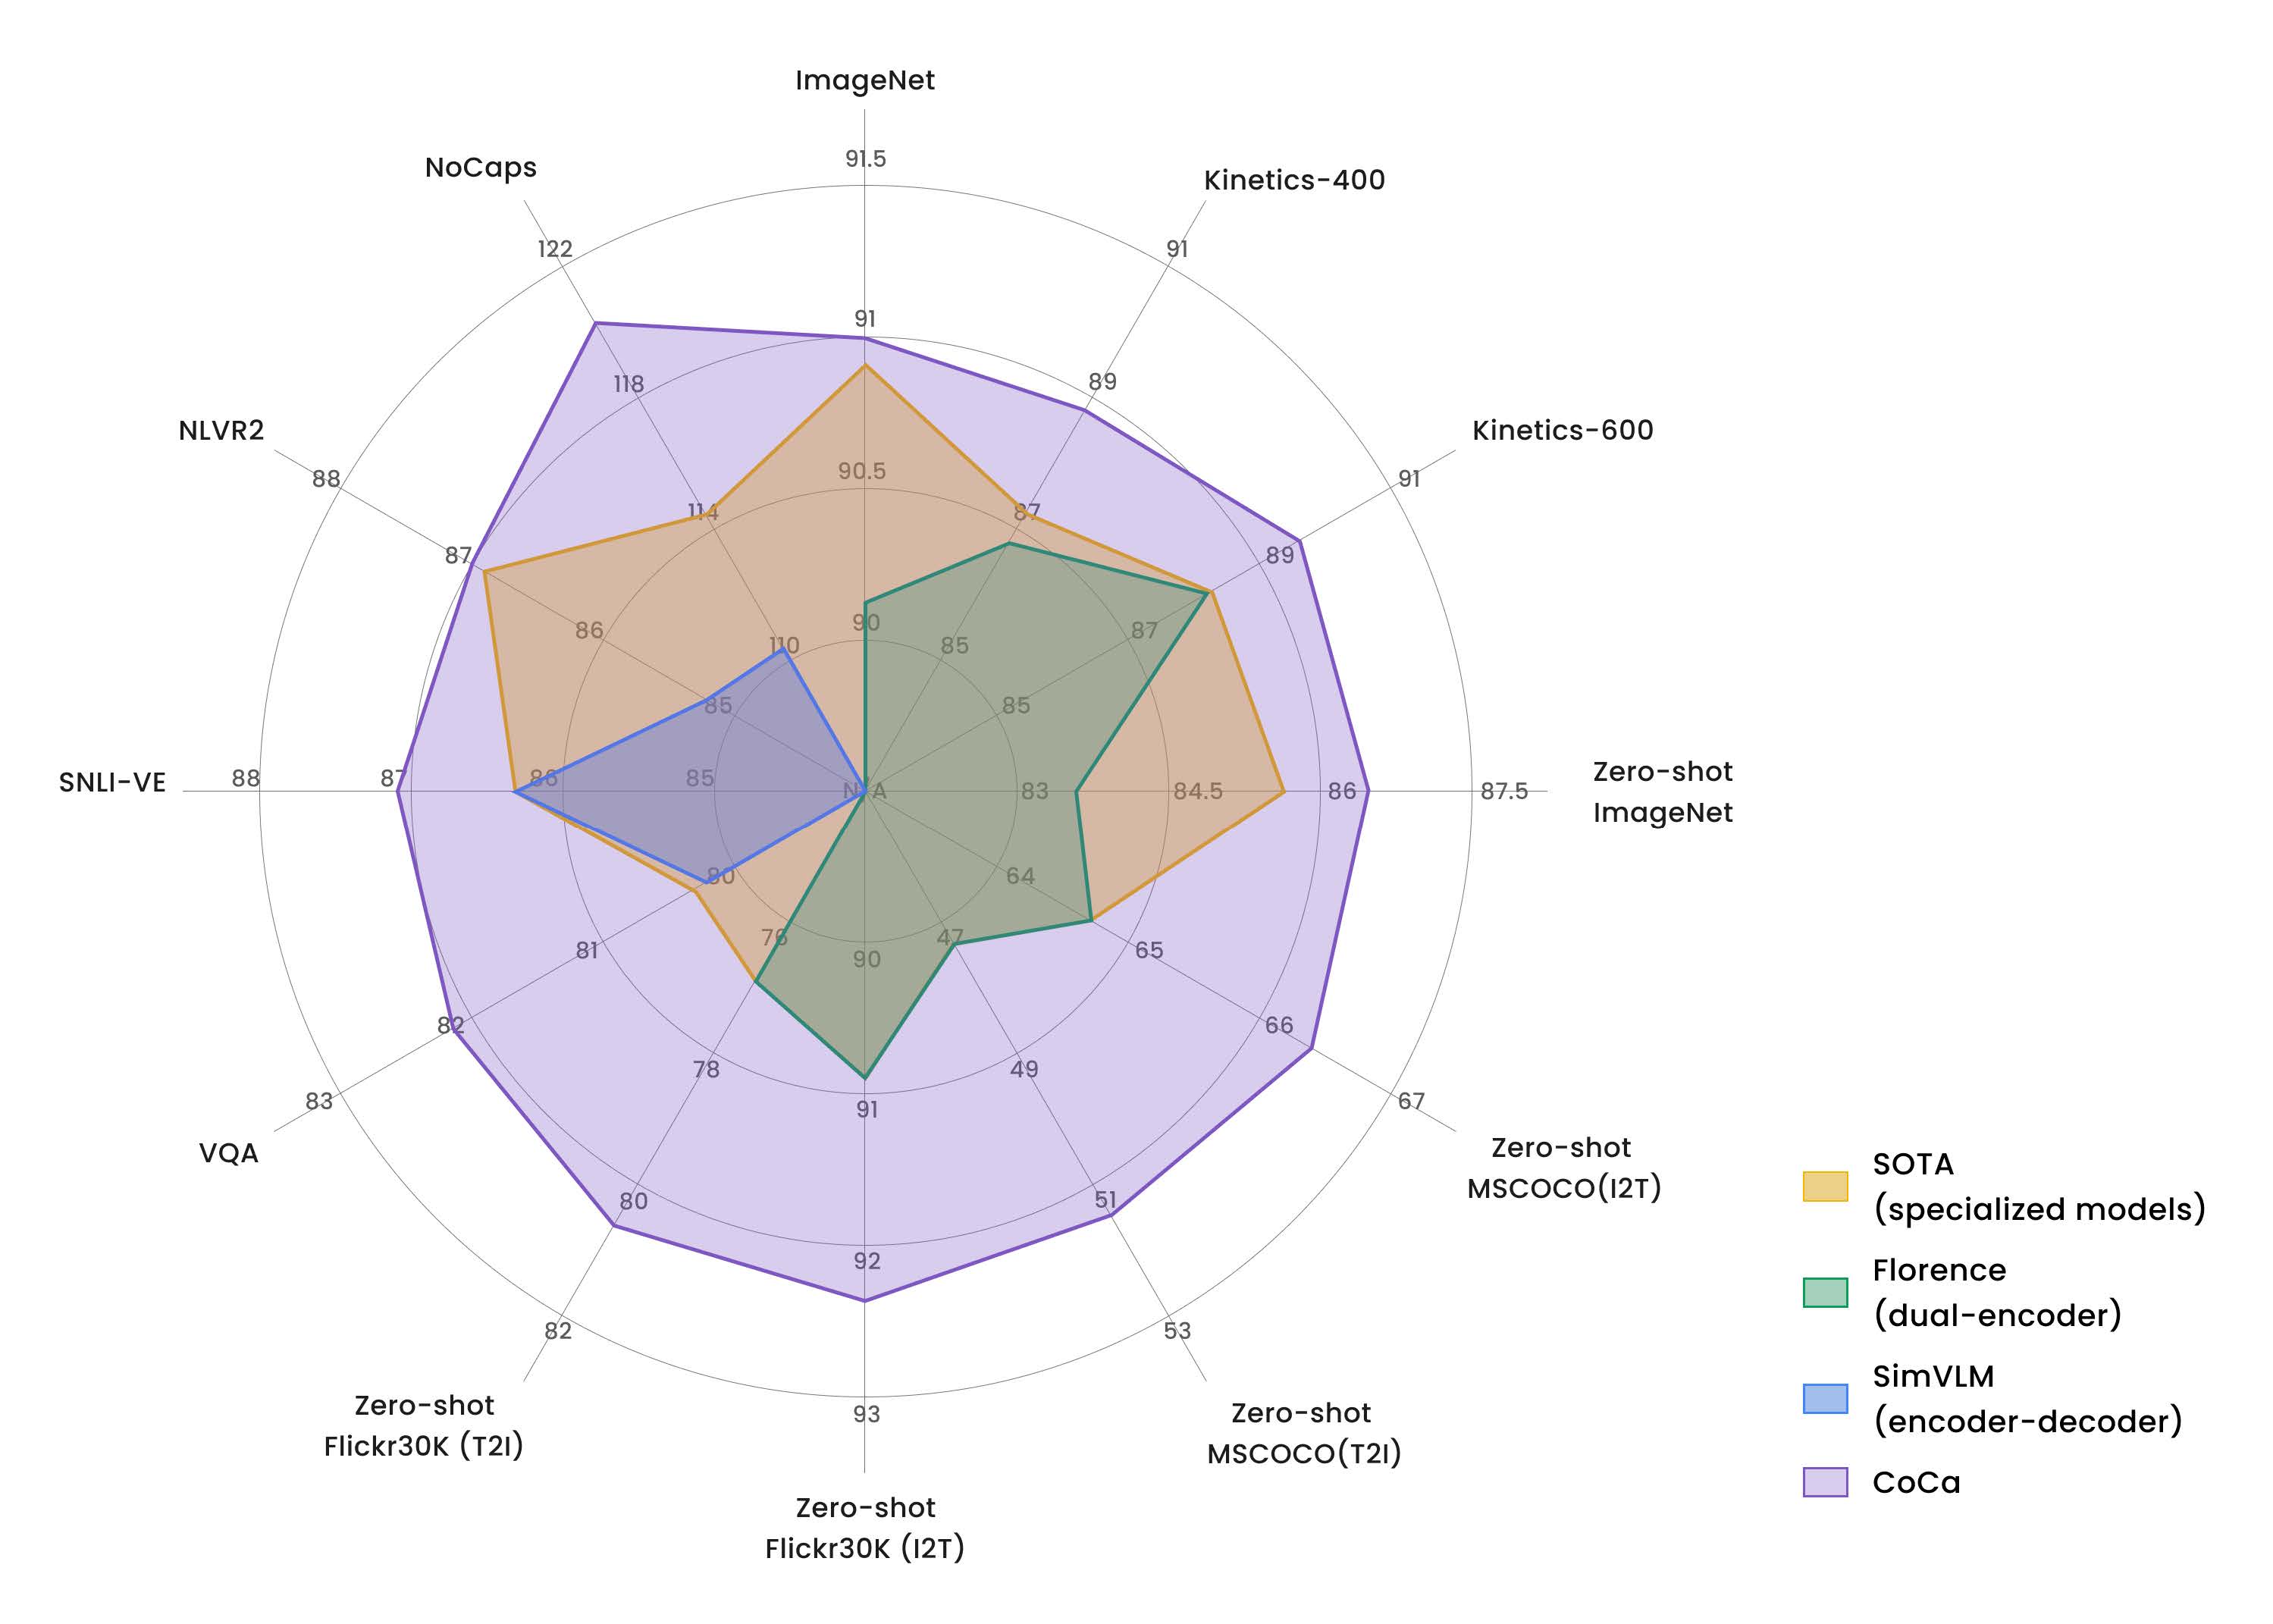 ImageNet
91.5
91
90.5
90
Kinetics-400
91
89
87
85
Kinetics-600
91
89
87
85
Zero-shot
ImageNet
83
84.5
86
87.5
Zero-shot
MSCOCO(I2T)
64
65
66
67
Zero-shot
MSCOCO(T2I)
47
49
51
53
Zero-shot
Flickr30K (I2T)
90
91
92
93
Zero-shot
Flickr30K (T2I)
76
78
80
82
VQA
80
81
82
83
SNLI-VE
88
87
86
85
NLVR2
88
87
86
85
NoCaps
122
118
114
110
N/A
SOTA
(specialized models)
Florence
(dual-encoder)
SimVLM
(encoder-decoder)
CoCa